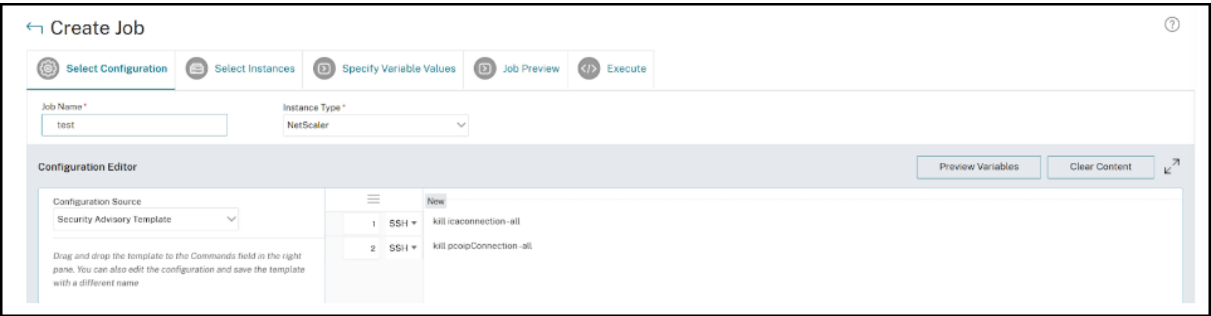 Create Job
?
Select Configuration
Select Instances
Specify Variable Values
Job Preview
</> Execute
Job Name*
Instance Type*
test
NetScaler
Configuration Editor
Preview Variables
Clear Content
Configuration Source
New
Security Advisory Template
1 SSH kill icaconnection -all
2 SSH kill pcoipConnection -all
Drag and drop the template to the Commands field in the right
pane. You can also edit the configuration and save the template
with a different name